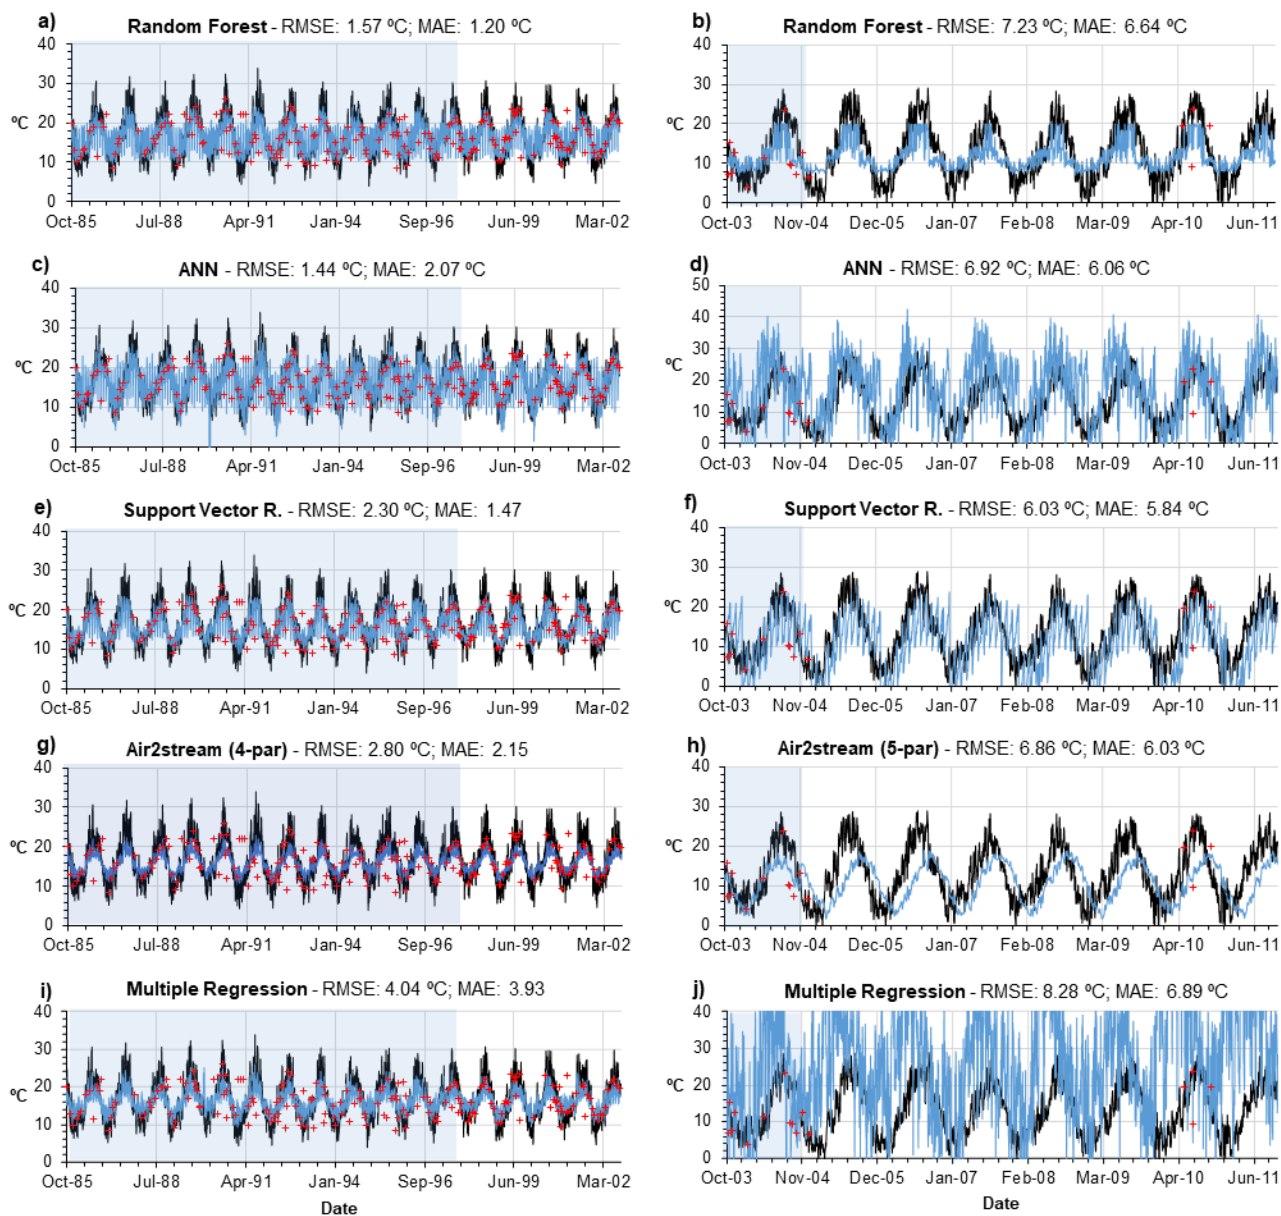 a)
Random Forest - RMSE: 1.57 ºC; MAE: 1.20 ºC
40
30
ºC
20
10
0
Oct-85 Jul-88 Apr-91 Jan-94 Sep-96 Jun-99 Mar-02
b)
Random Forest - RMSE: 7.23 ºC; MAE: 6.64 ºC
40
30
ºC
20
10
0
Oct-03 Nov-04 Dec-05 Jan-07 Feb-08 Mar-09 Apr-10 Jun-11
c)
ANN - RMSE: 1.44 ºC; MAE: 2.07 ºC
40
30
ºC
20
10
0
Oct-85 Jul-88 Apr-91 Jan-94 Sep-96 Jun-99 Mar-02
d)
ANN - RMSE: 6.92 ºC; MAE: 6.06 ºC
50
40
30
ºC
20
10
0
Oct-03 Nov-04 Dec-05 Jan-07 Feb-08 Mar-09 Apr-10 Jun-11
e)
Support Vector R. - RMSE: 2.30 ºC; MAE: 1.47
40
30
ºC
20
10
0
Oct-85 Jul-88 Apr-91 Jan-94 Sep-96 Jun-99 Mar-02
f)
Support Vector R. - RMSE: 6.03 ºC; MAE: 5.84 ºC
40
30
ºC
20
10
0
Oct-03 Nov-04 Dec-05 Jan-07 Feb-08 Mar-09 Apr-10 Jun-11
g)
Air2stream (4-par) - RMSE: 2.80 ºC; MAE: 2.15
40
30
ºC
20
10
0
Oct-85 Jul-88 Apr-91 Jan-94 Sep-96 Jun-99 Mar-02
h)
Air2stream (5-par) - RMSE: 6.86 ºC; MAE: 6.03 ºC
40
30
ºC
20
10
0
Oct-03 Nov-04 Dec-05 Jan-07 Feb-08 Mar-09 Apr-10 Jun-11
i)
Multiple Regression - RMSE: 4.04 ºC; MAE: 3.93
40
30
ºC
20
10
0
Oct-85 Jul-88 Apr-91 Jan-94 Sep-96 Jun-99 Mar-02
Date
j)
Multiple Regression - RMSE: 8.28 ºC; MAE: 6.89 ºC
40
30
ºC
20
10
0
Oct-03 Nov-04 Dec-05 Jan-07 Feb-08 Mar-09 Apr-10 Jun-11
Date